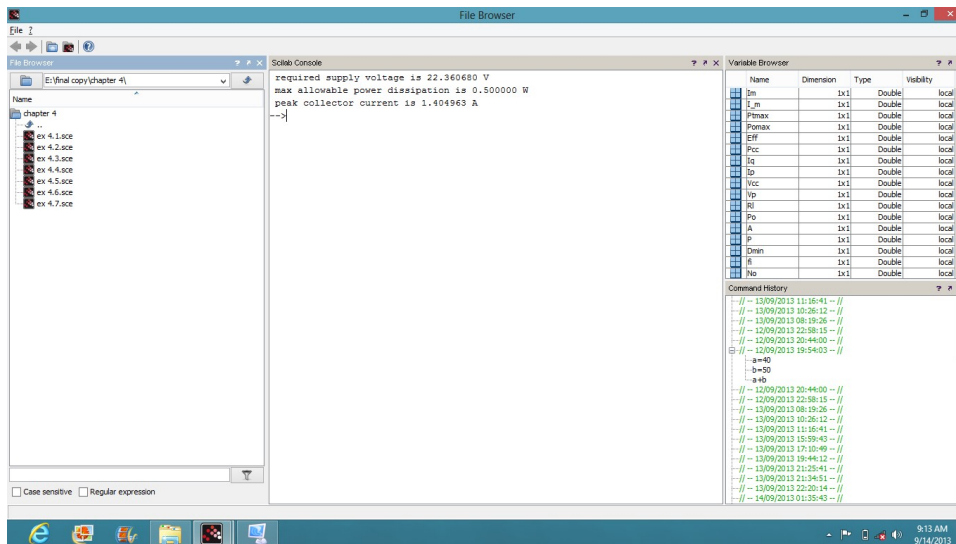 File Browser
File ?
File Browser
? ↗ X
E:\final copy\chapter 4\
Name
chapter 4
..
ex 4.1.sce
ex 4.2.sce
ex 4.3.sce
ex 4.4.sce
ex 4.5.sce
ex 4.6.sce
ex 4.7.sce
Case sensitive
Regular expression
Scilab Console
? ↗ X
required supply voltage is 22.360680 V
max allowable power dissipation is 0.500000 W
peak collector current is 1.404963 A
-->
Variable Browser
? ↗
Name Dimension Type Visibility
Im 1x1 Double local
I_m 1x1 Double local
Ptmax 1x1 Double local
Pomax 1x1 Double local
Eff 1x1 Double local
Pcc 1x1 Double local
Iq 1x1 Double local
Ip 1x1 Double local
Vcc 1x1 Double local
Vp 1x1 Double local
Rl 1x1 Double local
Po 1x1 Double local
A 1x1 Double local
P 1x1 Double local
Dmin 1x1 Double local
fi 1x1 Double local
No 1x1 Double local
Command History
? ↗
// -- 13/09/2013 11:16:41 -- //
// -- 13/09/2013 10:26:12 -- //
// -- 13/09/2013 08:19:26 -- //
// -- 12/09/2013 22:58:15 -- //
// -- 12/09/2013 20:44:00 -- //
// -- 12/09/2013 19:54:03 -- //
a=40
b=50
a+b
// -- 12/09/2013 20:44:00 -- //
// -- 12/09/2013 22:58:15 -- //
// -- 13/09/2013 08:19:26 -- //
// -- 13/09/2013 10:26:12 -- //
// -- 13/09/2013 11:16:41 -- //
// -- 13/09/2013 15:59:43 -- //
// -- 13/09/2013 17:10:49 -- //
// -- 13/09/2013 19:44:12 -- //
// -- 13/09/2013 21:25:41 -- //
// -- 13/09/2013 21:34:51 -- //
// -- 13/09/2013 22:20:14 -- //
// -- 14/09/2013 01:35:43 -- //
9:13 AM
9/14/2013